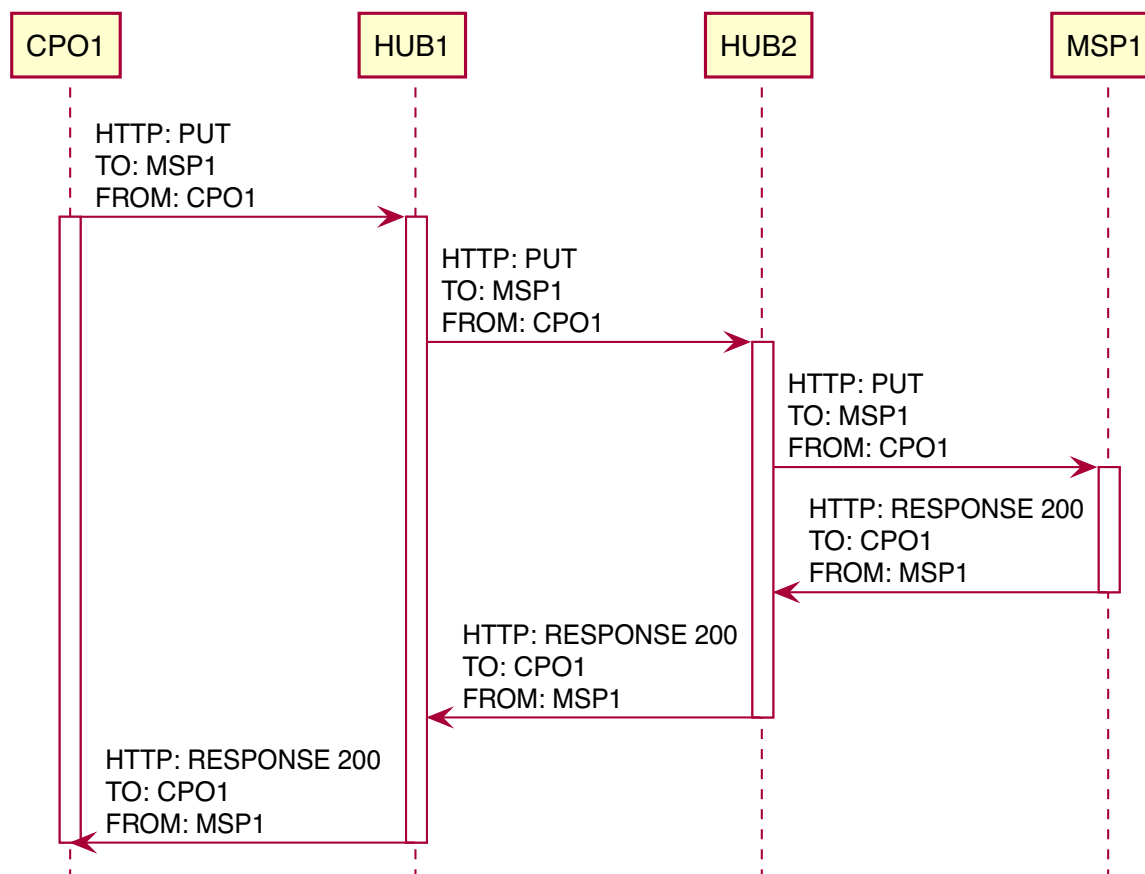 CPO1
HUB1
HUB2
MSP1
HTTP: PUT
TO: MSP1
FROM: CPO1
HTTP: PUT
TO: MSP1
FROM: CPO1
HTTP: PUT
TO: MSP1
FROM: CPO1
HTTP: RESPONSE 200
TO: CPO1
FROM: MSP1
HTTP: RESPONSE 200
TO: CPO1
FROM: MSP1
HTTP: RESPONSE 200
TO: CPO1
FROM: MSP1